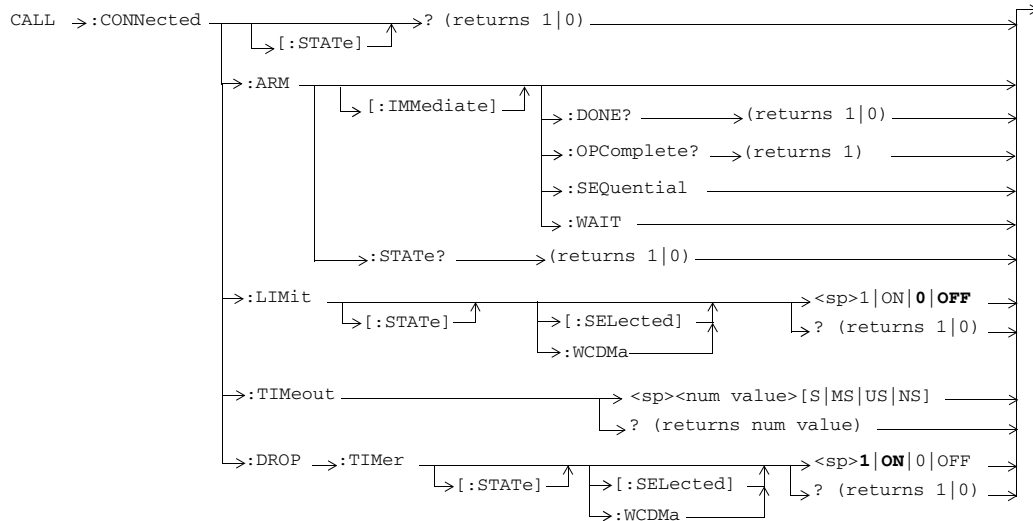 CALL :CONNected ? (returns 1|0)
[:STATe]
:ARM
[:IMMediate]
:DONE? (returns 1|0)
:OPComplete? (returns 1)
:SEQuential
:WAIT
:STATe? (returns 1|0)
:LIMit <sp>1|ON|0|OFF
[:STATe] [:SELected] ? (returns 1|0)
:WCDMa
:TIMeout <sp><num value>[S|MS|US|NS]
? (returns num value)
:DROP :TIMer <sp>1|ON|0|OFF
[:STATe] [:SELected] ? (returns 1|0)
:WCDMa